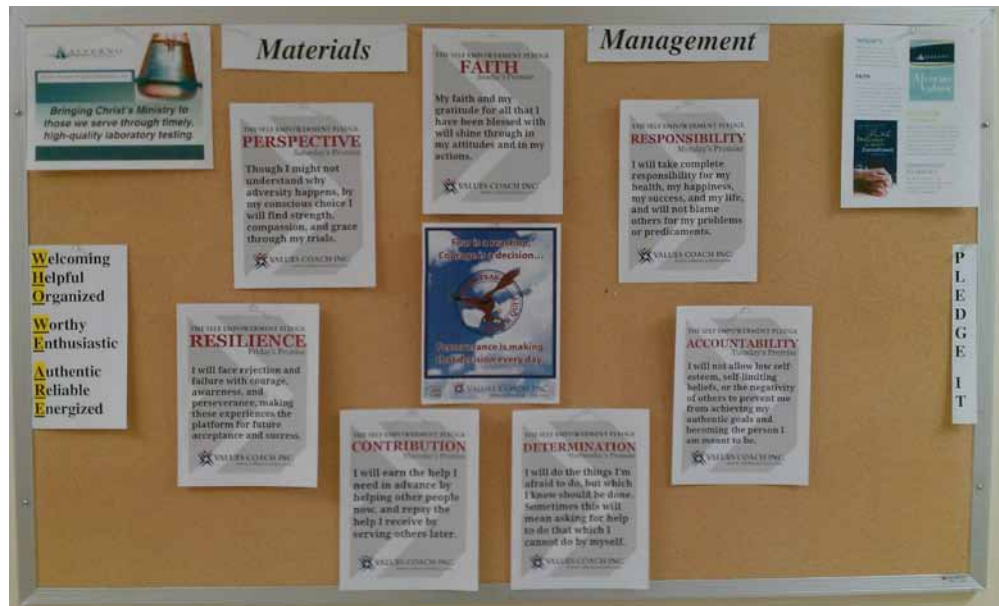 ALVERNO
Bringing Christ's Ministry to
those we serve through timely,
high-quality laboratory testing.
Materials
Management
THE SELF EMPOWERMENT PLEDGE
FAITH
Sunday's Promise
My faith and my
gratitude for all that I
have been blessed with
will shine through in
my attitudes and in my
actions.
VALUES COACH INC.
THE SELF EMPOWERMENT PLEDGE
PERSPECTIVE
Saturday's Promise
Though I might not
understand why
adversity happens, by
my conscious choice I
will find strength,
compassion, and grace
through my trials.
VALUES COACH INC.
THE SELF EMPOWERMENT PLEDGE
RESPONSIBILITY
Monday's Promise
I will take complete
responsibility for my
health, my happiness,
my success, and my life,
and will not blame
others for my problems
or predicaments.
VALUES COACH INC.
Welcoming
Helpful
Organized
Worthy
Enthusiastic
Authentic
Reliable
Energized
Fear is a reaction,
Courage is a decision...
Perseverance is making
that decision every day.
VALUES COACH INC.
PLEDGE IT
THE SELF EMPOWERMENT PLEDGE
RESILIENCE
Friday's Promise
I will face rejection and
failure with courage,
awareness, and
perseverance, making
these experiences the
platform for future
acceptance and success.
VALUES COACH INC.
THE SELF EMPOWERMENT PLEDGE
ACCOUNTABILITY
Tuesday's Promise
I will not allow low self-
esteem, self-limiting
beliefs, or the negativity
of others to prevent me
from achieving my
authentic goals and
becoming the person I
am meant to be.
VALUES COACH INC.
THE SELF EMPOWERMENT PLEDGE
CONTRIBUTION
Thursday's Promise
I will earn the help I
need in advance by
helping other people
now, and repay the
help I receive by
serving others later.
VALUES COACH INC.
THE SELF EMPOWERMENT PLEDGE
DETERMINATION
Wednesday's Promise
I will do the things I'm
afraid to do, but which
I know should be done.
Sometimes this will
mean asking for help
to do that which I
cannot do by myself.
VALUES COACH INC.